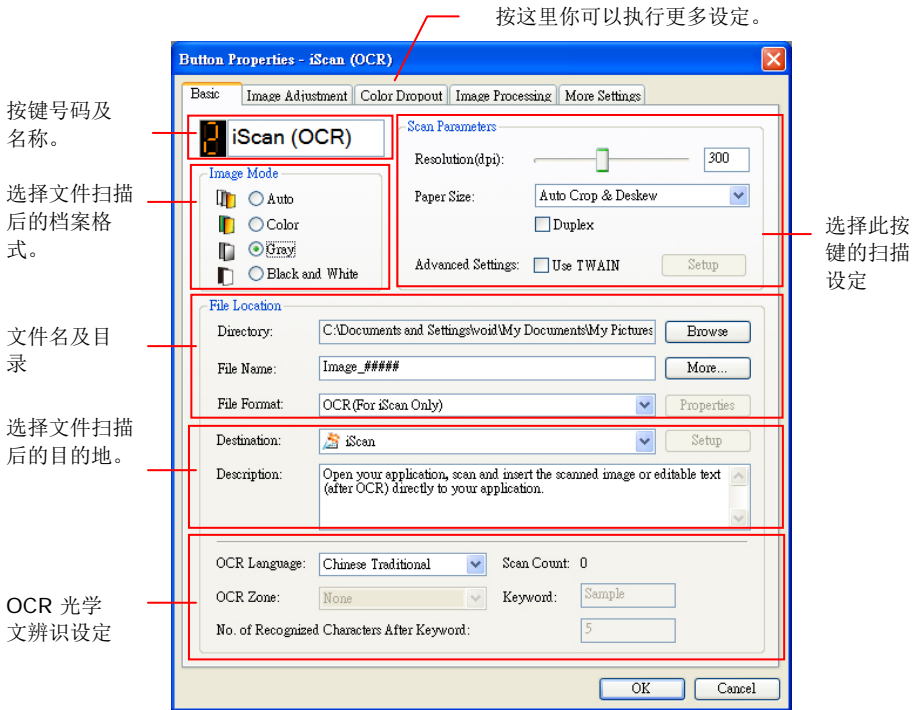 按这里你可以执行更多设定。
Button Properties - iScan (OCR)
Basic Image Adjustment Color Dropout Image Processing More Settings
按键号码及
名称。
2 iScan (OCR)
选择文件扫描
后的档案格
式。
Image Mode
Auto
Color
Gray
Black and White
Scan Parameters
Resolution(dpi): 300
Paper Size: Auto Crop & Deskew
Duplex
Advanced Settings: Use TWAIN Setup
选择此按
键的扫描
设定
文件名及目
录
File Location
Directory: C:\Documents and Settings\void\My Documents\My Pictures Browse
File Name: Image_##### More...
File Format: OCR(For iScan Only) Properties
选择文件扫描
后的目的地。
Destination: iScan Setup
Description: Open your application, scan and insert the scanned image or editable text
(after OCR) directly to your application.
OCR 光学
文辨识设定
OCR Language: Chinese Traditional Scan Count: 0
OCR Zone: None Keyword: Sample
No. of Recognized Characters After Keyword: 5
OK Cancel